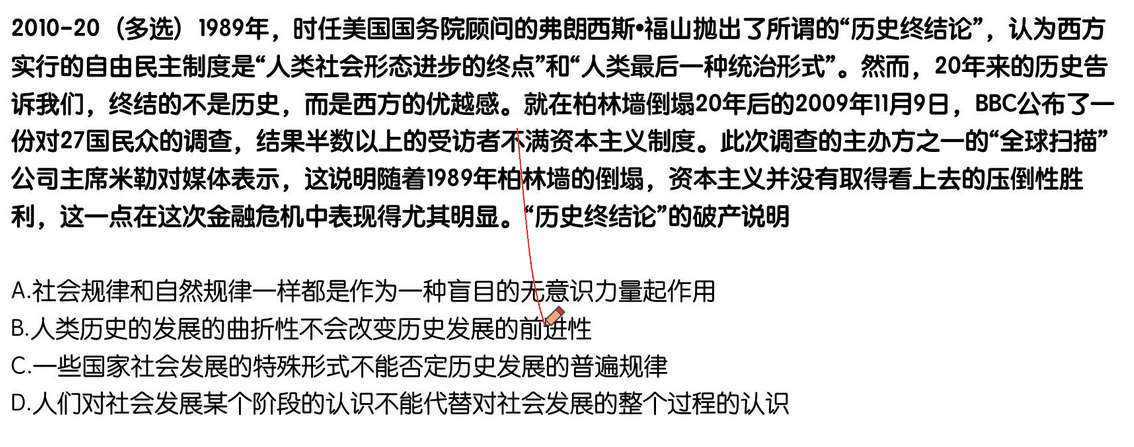 2010-20（多选）1989年，时任美国国务院顾问的弗朗西斯•福山抛出了所谓的“历史终结论”，认为西方
实行的自由民主制度是“人类社会形态进步的终点”和“人类最后一种统治形式”。然而，20年来的历史告
诉我们，终结的不是历史，而是西方的优越感。就在柏林墙倒塌20年后的2009年11月9日，BBC公布了一
份对27国民众的调查，结果半数以上的受访者不满资本主义制度。此次调查的主办方之一的“全球扫描”
公司主席米勒对媒体表示，这说明随着1989年柏林墙的倒塌，资本主义并没有取得看上去的压倒性胜
利，这一点在这次金融危机中表现得尤其明显。“历史终结论”的破产说明
A.社会规律和自然规律一样都是作为一种盲目的无意识力量起作用
B.人类历史的发展的曲折性不会改变历史发展的前进性
C.一些国家社会发展的特殊形式不能否定历史发展的普遍规律
D.人们对社会发展某个阶段的认识不能代替对社会发展的整个过程的认识